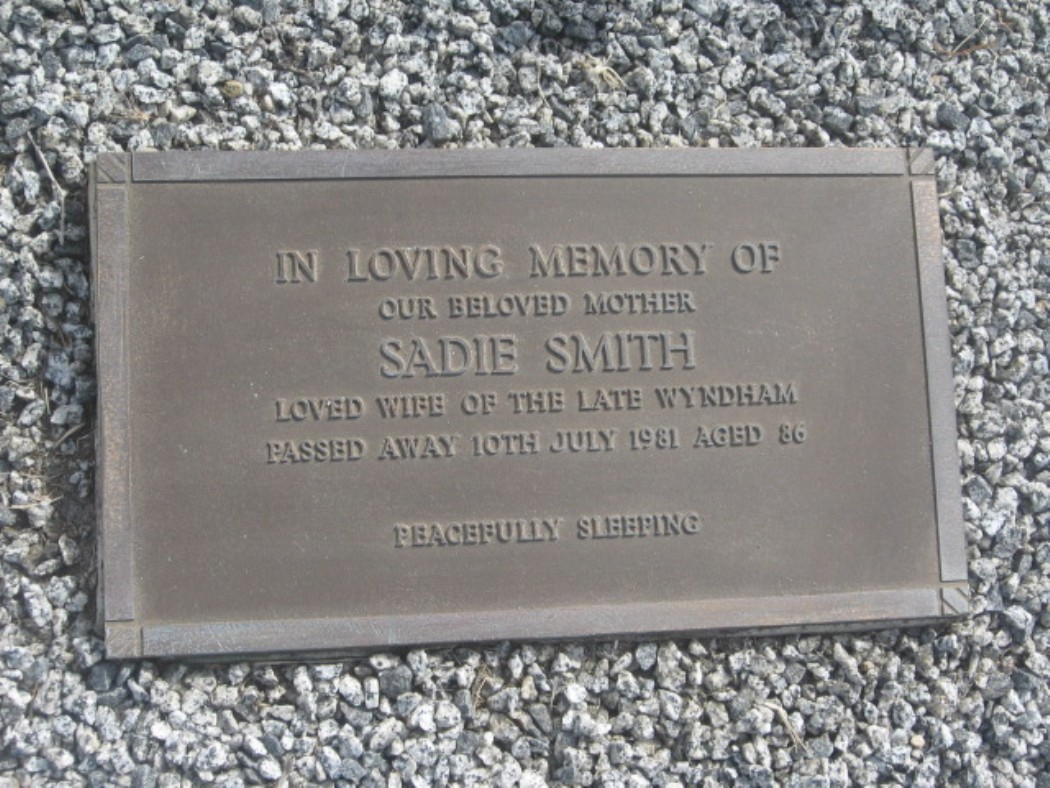 IN LOVING MEMORY OF
OUR BELOVED MOTHER
SADIE SMITH
LOVED WIFE OF THE LATE WYNDHAM
PASSED AWAY 10TH JULY 1981 AGED 86
PEACEFULLY SLEEPING